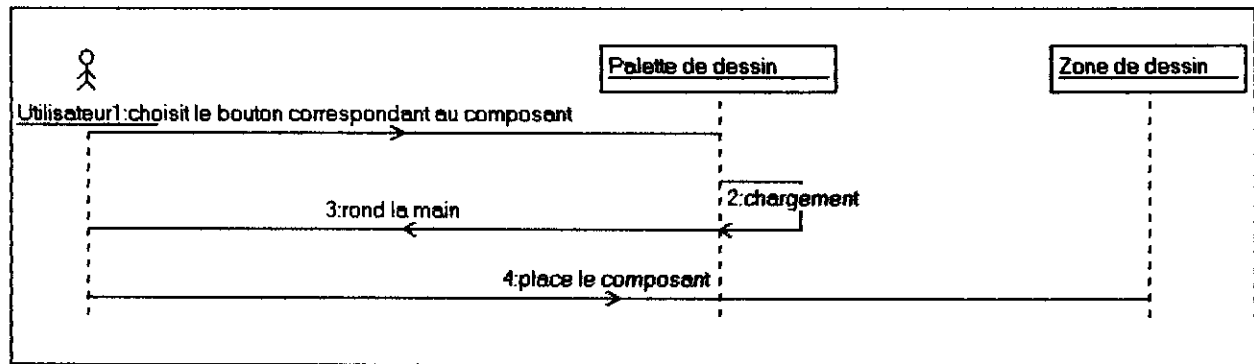 Palette de dessin
Zone de dessin
Utilisateur1:choisit le bouton correspondant au composant
2:chargement
3:rond la main
4:place le composant